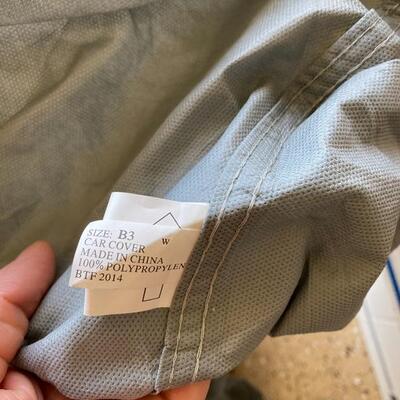 SIZE: B3
CAR COVER
MADE IN CHINA
100% POLYPROPYLEN
BTF 2014
W